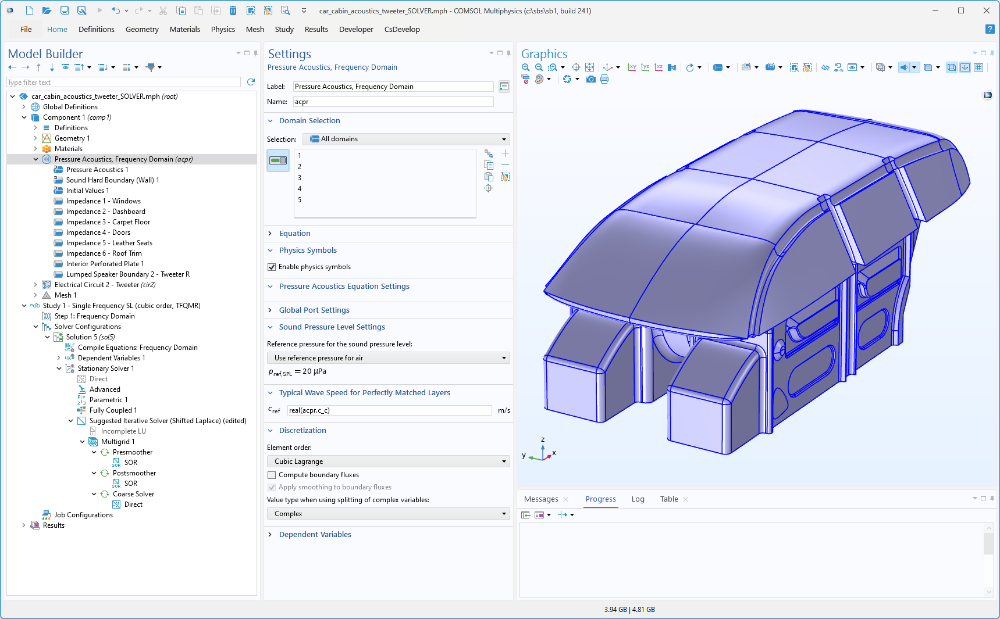 car_cabin_acoustics_tweeter_SOLVER.mph - COMSOL Multiphysics (c:\sbs\sb1, build 241)
File Home Definitions Geometry Materials Physics Mesh Study Results Developer CsDevelop
?
Model Builder
Type filter text
car_cabin_acoustics_tweeter_SOLVER.mph (root)
Global Definitions
Component 1 (comp1)
Definitions
Geometry 1
Materials
Pressure Acoustics, Frequency Domain (acpr)
Pressure Acoustics 1
Sound Hard Boundary (Wall) 1
Initial Values 1
Impedance 1 - Windows
Impedance 2 - Dashboard
Impedance 3 - Carpet Floor
Impedance 4 - Doors
Impedance 5 - Leather Seats
Impedance 6 - Roof Trim
Interior Perforated Plate 1
Lumped Speaker Boundary 2 - Tweeter R
Electrical Circuit 2 - Tweeter (cir2)
Mesh 1
Study 1 - Single Frequency SL (cubic order, TFQMR)
Step 1: Frequency Domain
Solver Configurations
Solution 5 (sol5)
Compile Equations: Frequency Domain
Dependent Variables 1
Stationary Solver 1
Direct
Advanced
Parametric 1
Fully Coupled 1
Suggested Iterative Solver (Shifted Laplace) (edited)
Incomplete LU
Multigrid 1
Presmoother
SOR
Postsmoother
SOR
Coarse Solver
Direct
Job Configurations
Results
Settings
Pressure Acoustics, Frequency Domain
Label: Pressure Acoustics, Frequency Domain
Name: acpr
Domain Selection
Selection: All domains
1
2
3
4
5
Equation
Physics Symbols
Enable physics symbols
Pressure Acoustics Equation Settings
Global Port Settings
Sound Pressure Level Settings
Reference pressure for the sound pressure level:
Use reference pressure for air
pref,SPL = 20 μPa
Typical Wave Speed for Perfectly Matched Layers
cref real(acpr.c_c) m/s
Discretization
Element order:
Cubic Lagrange
Compute boundary fluxes
Apply smoothing to boundary fluxes
Value type when using splitting of complex variables:
Complex
Dependent Variables
Graphics
xy yz xz
z
y x
Messages Progress Log Table
3.94 GB | 4.81 GB